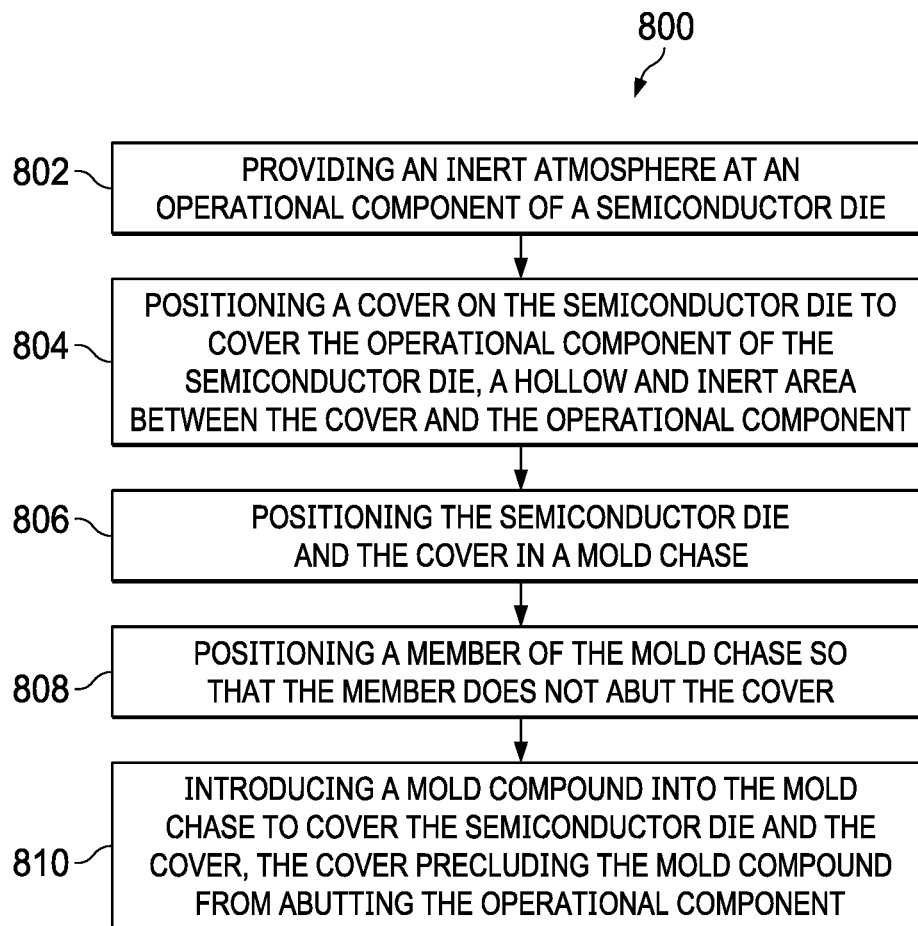 800
802
PROVIDING AN INERT ATMOSPHERE AT AN
OPERATIONAL COMPONENT OF A SEMICONDUCTOR DIE
804
POSITIONING A COVER ON THE SEMICONDUCTOR DIE TO
COVER THE OPERATIONAL COMPONENT OF THE
SEMICONDUCTOR DIE, A HOLLOW AND INERT AREA
BETWEEN THE COVER AND THE OPERATIONAL COMPONENT
806
POSITIONING THE SEMICONDUCTOR DIE
AND THE COVER IN A MOLD CHASE
808
POSITIONING A MEMBER OF THE MOLD CHASE SO
THAT THE MEMBER DOES NOT ABUT THE COVER
810
INTRODUCING A MOLD COMPOUND INTO THE MOLD
CHASE TO COVER THE SEMICONDUCTOR DIE AND THE
COVER, THE COVER PRECLUDING THE MOLD COMPOUND
FROM ABUTTING THE OPERATIONAL COMPONENT